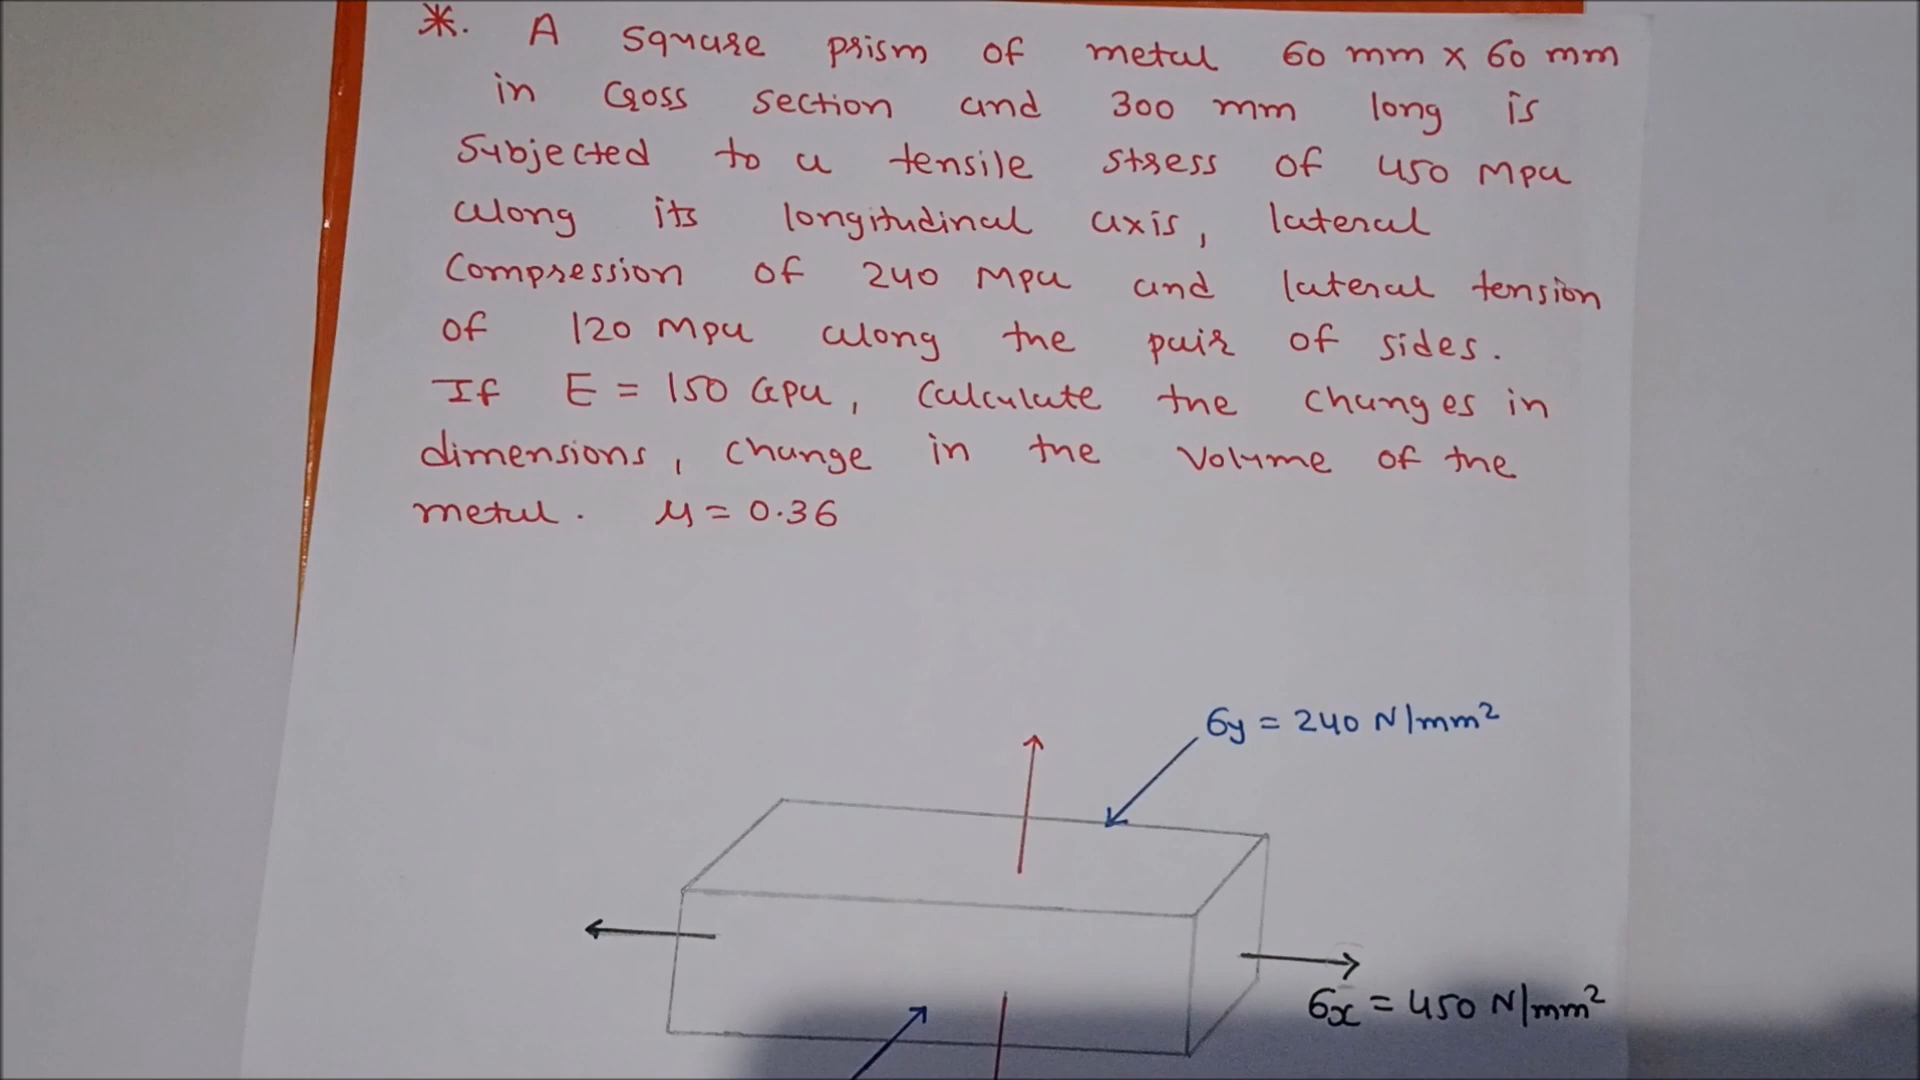 *. A square prism of metal 60 mm x 60 mm
in cross section and 300 mm long is
subjected to a tensile stress of 450 Mpa
along its longitudinal axis, lateral
compression of 240 Mpa and lateral tension
of 120 Mpa along the pair of sides.
If E = 150 Gpa, calculate the changes in
dimensions, change in the volume of the
metal. μ = 0.36
σy = 240 N/mm²
σx = 450 N/mm²